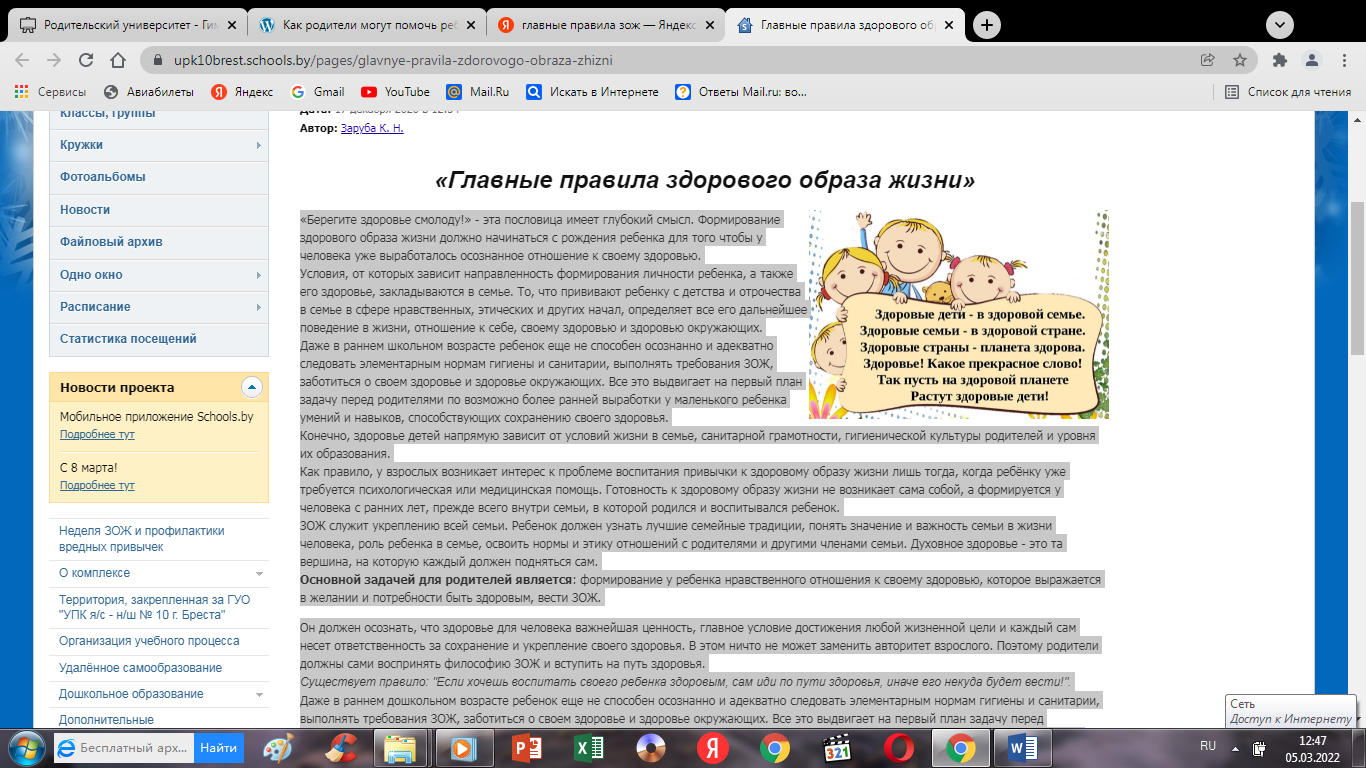 Родительский университет - Гим
Как родители могут помочь реб
главные правила зож — Яндекс
Главные правила здорового об
upk10brest.schools.by/pages/glavnye-pravila-zdorovogo-obraza-zhizni
Сервисы
Авиабилеты
Яндекс
Gmail
YouTube
Mail.Ru
Искать в Интернете
Ответы Mail.ru: во...
Список для чтения
Классы, группы
Кружки
Фотоальбомы
Новости
Файловый архив
Одно окно
Расписание
Статистика посещений
Новости проекта
Мобильное приложение Schools.by
Подробнее тут
С 8 марта!
Подробнее тут
Неделя ЗОЖ и профилактики
вредных привычек
О комплексе
Территория, закрепленная за ГУО
"УПК я/с - н/ш № 10 г. Бреста"
Организация учебного процесса
Удалённое самообразование
Дошкольное образование
Дополнительные
Автор: Заруба К. Н.
«Главные правила здорового образа жизни»
«Берегите здоровье смолоду!» - эта пословица имеет глубокий смысл. Формирование
здорового образа жизни должно начинаться с рождения ребенка для того чтобы у
человека уже выработалось осознанное отношение к своему здоровью.
Условия, от которых зависит направленность формирования личности ребенка, а также
его здоровье, закладываются в семье. То, что прививают ребенку с детства и отрочества
в семье в сфере нравственных, этических и других начал, определяет все его дальнейшее
поведение в жизни, отношение к себе, своему здоровью и здоровью окружающих.
Даже в раннем школьном возрасте ребенок еще не способен осознанно и адекватно
следовать элементарным нормам гигиены и санитарии, выполнять требования ЗОЖ,
заботиться о своем здоровье и здоровье окружающих. Все это выдвигает на первый план
задачу перед родителями по возможно более ранней выработки у маленького ребенка
умений и навыков, способствующих сохранению своего здоровья.
Здоровые дети - в здоровой семье.
Здоровые семьи - в здоровой стране.
Здоровые страны - планета здорова.
Здоровье! Какое прекрасное слово!
Так пусть на здоровой планете
Растут здоровые дети!
Конечно, здоровье детей напрямую зависит от условий жизни в семье, санитарной грамотности, гигиенической культуры родителей и уровня
их образования.
Как правило, у взрослых возникает интерес к проблеме воспитания привычки к здоровому образу жизни лишь тогда, когда ребёнку уже
требуется психологическая или медицинская помощь. Готовность к здоровому образу жизни не возникает сама собой, а формируется у
человека с ранних лет, прежде всего внутри семьи, в которой родился и воспитывался ребенок.
ЗОЖ служит укреплению всей семьи. Ребенок должен узнать лучшие семейные традиции, понять значение и важность семьи в жизни
человека, роль ребенка в семье, освоить нормы и этику отношений с родителями и другими членами семьи. Духовное здоровье - это та
вершина, на которую каждый должен подняться сам.
Основной задачей для родителей является: формирование у ребенка нравственного отношения к своему здоровью, которое выражается
в желании и потребности быть здоровым, вести ЗОЖ.
Он должен осознать, что здоровье для человека важнейшая ценность, главное условие достижения любой жизненной цели и каждый сам
несет ответственность за сохранение и укрепление своего здоровья. В этом ничто не может заменить авторитет взрослого. Поэтому родители
должны сами воспринять философию ЗОЖ и вступить на путь здоровья.
Существует правило: "Если хочешь воспитать своего ребенка здоровым, сам иди по пути здоровья, иначе его некуда будет вести!".
Даже в раннем дошкольном возрасте ребенок еще не способен осознанно и адекватно следовать элементарным нормам гигиены и санитарии,
выполнять требования ЗОЖ, заботиться о своем здоровье и здоровье окружающих. Все это выдвигает на первый план задачу перед
Сеть
Доступ к Интернету
Бесплатный арх...
Найти
321
RU
12:47
05.03.2022